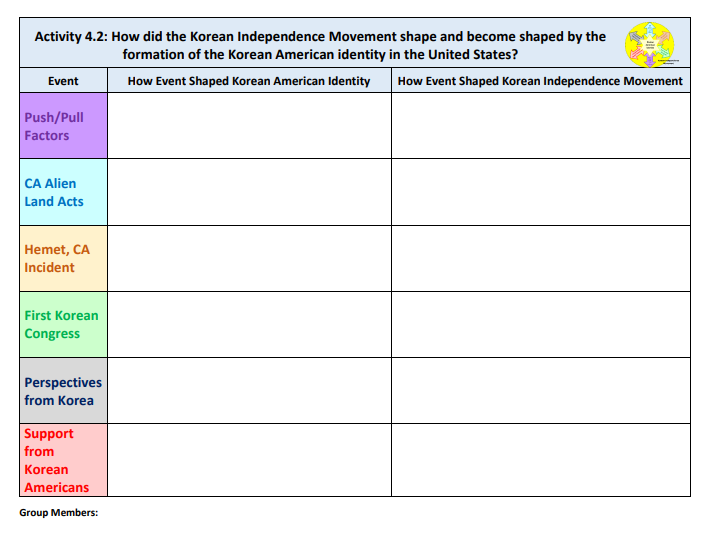 Activity 4.2: How did the Korean Independence Movement shape and become shaped by the
formation of the Korean American identity in the United States?
Event
How Event Shaped Korean American Identity
How Event Shaped Korean Independence Movement
Push/Pull
Factors
CA Alien
Land Acts
Hemet, CA
Incident
First Korean
Congress
Perspectives
from Korea
Support
from
Korean
Americans
Group Members: